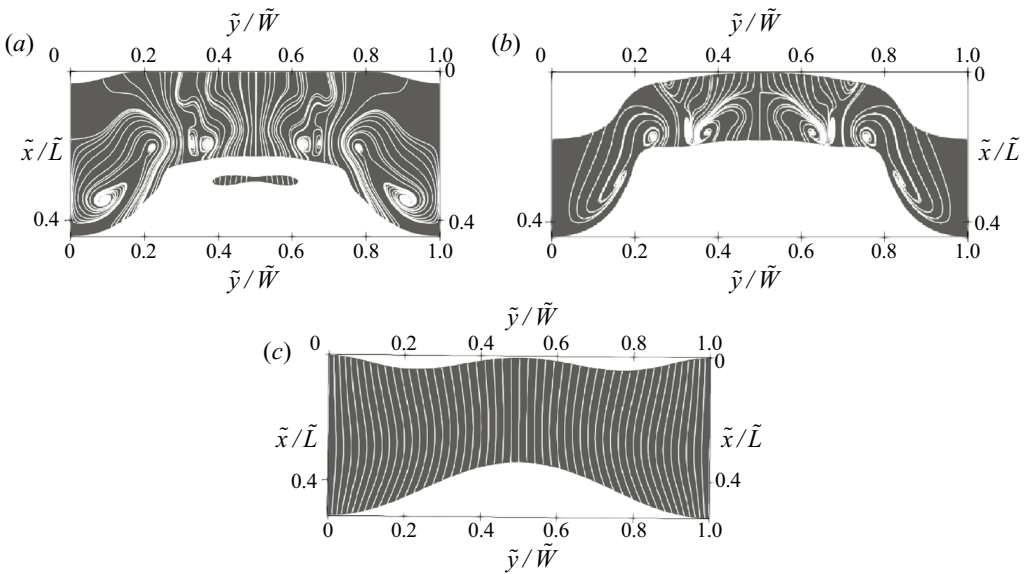 ỹ/W̃ ỹ/W̃
(a) (b)
0 0.2 0.4 0.6 0.8 1.0 0 0.2 0.4 0.6 0.8 1.0
0 0
x̃/L̃ x̃/L̃
0.4 0.4 0.4 0.4
0 0.2 0.4 0.6 0.8 1.0 0 0.2 0.4 0.6 0.8 1.0
ỹ/W̃ ỹ/W̃
ỹ/W̃
(c) 0 0.2 0.4 0.6 0.8 1.0
0
x̃/L̃ x̃/L̃
0.4 0.4
0 0.2 0.4 0.6 0.8 1.0
ỹ/W̃